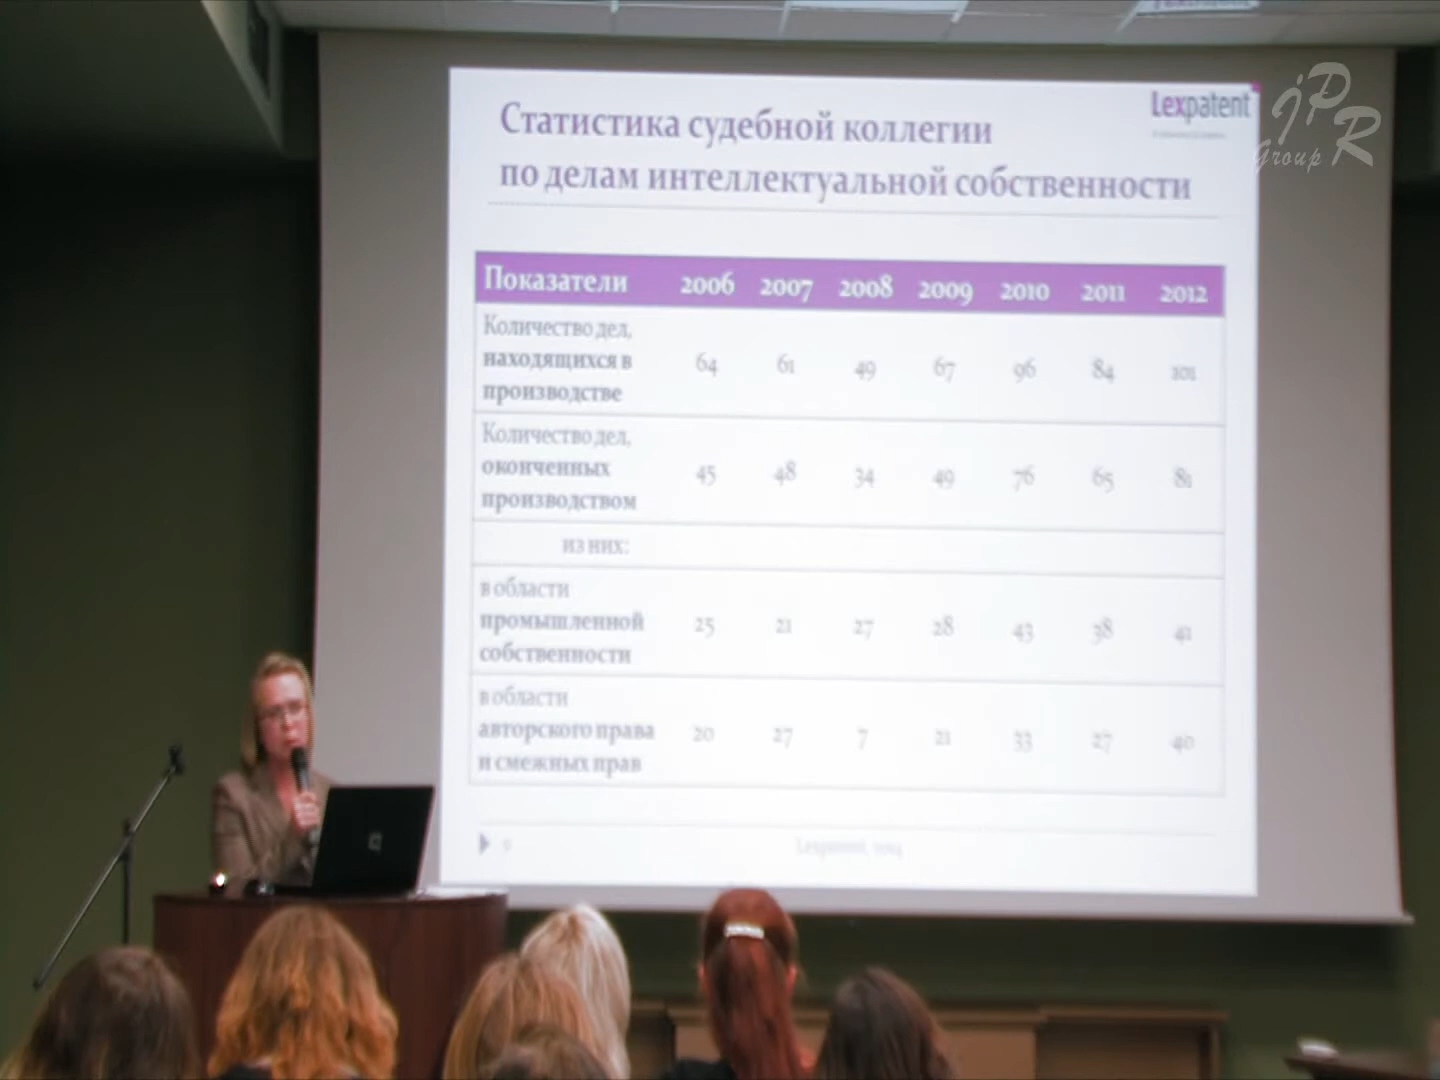 Lexpatent
JPR
Group
Статистика судебной коллегии
по делам интеллектуальной собственности
Показатели 2006 2007 2008 2009 2010 2011 2012
Количество дел,
находящихся в
производстве
64 61 49 67 96 84 101
Количество дел,
оконченных
производством
45 48 34 49 76 65 81
из них:
в области
промышленной
собственности
25 21 27 28 43 38 41
в области
авторского права
и смежных прав
20 27 7 21 33 27 40
Lexpatent,